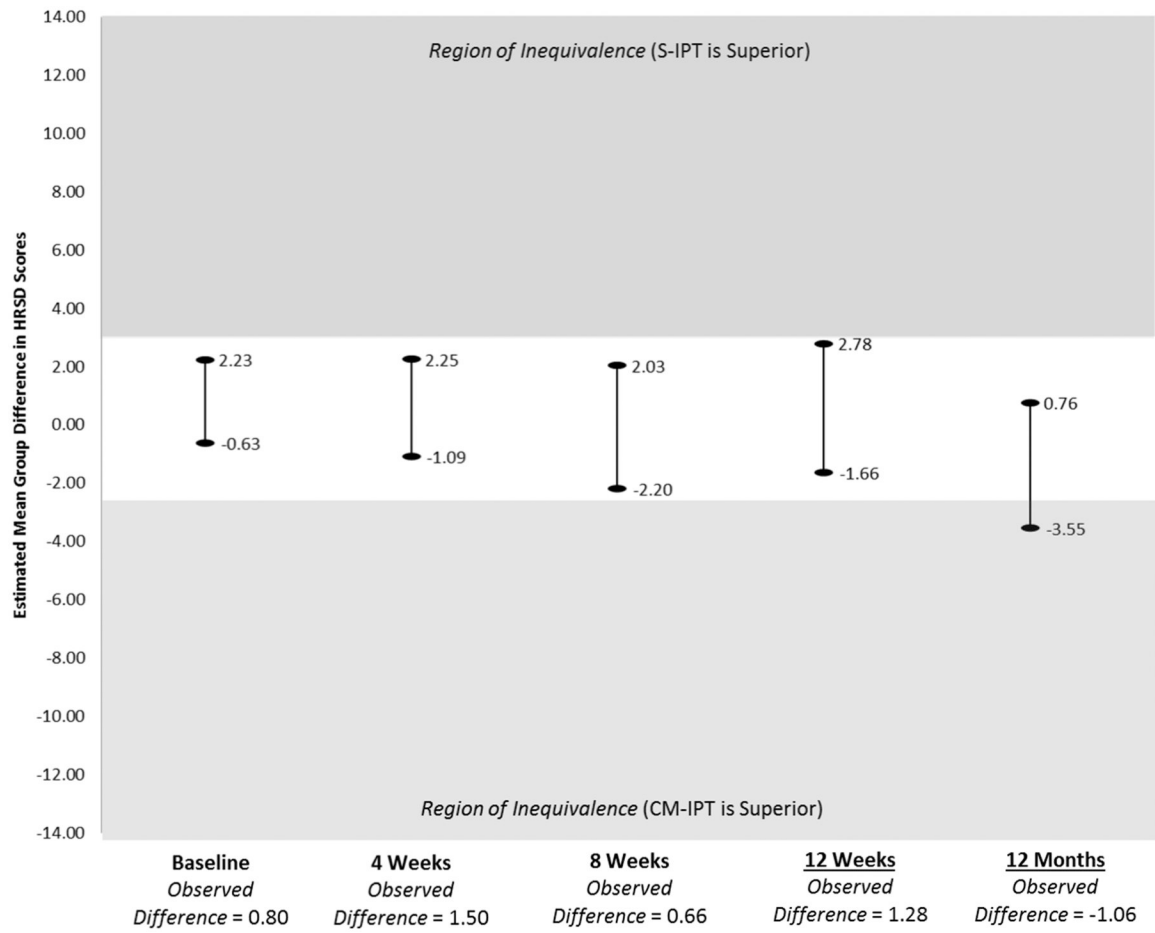 14.00
Region of Inequivalence (S-IPT is Superior)
12.00
10.00
8.00
6.00
4.00
2.00
0.00
-2.00
-4.00
-6.00
-8.00
-10.00
-12.00
-14.00
Estimated Mean Group Difference in HRSD Scores
2.23
-0.63
2.25
-1.09
2.03
-2.20
2.78
-1.66
0.76
-3.55
Region of Inequivalence (CM-IPT is Superior)
Baseline
Observed
Difference = 0.80
4 Weeks
Observed
Difference = 1.50
8 Weeks
Observed
Difference = 0.66
12 Weeks
Observed
Difference = 1.28
12 Months
Observed
Difference = -1.06